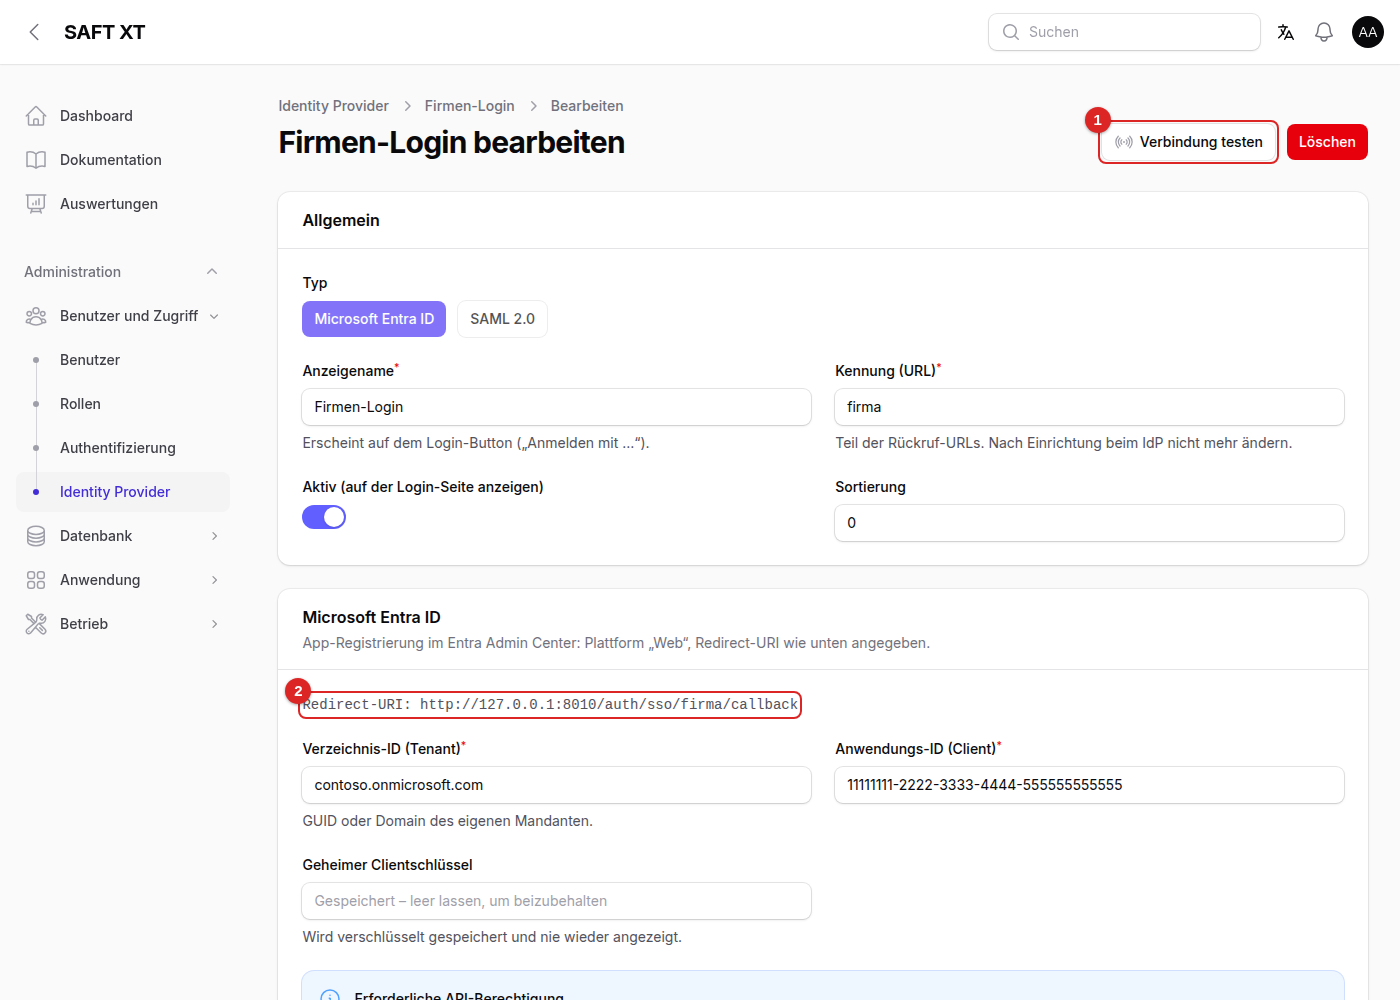 SAFT XT
Suchen
AA
Dashboard
Dokumentation
Auswertungen
Administration
Benutzer und Zugriff
Benutzer
Rollen
Authentifizierung
Identity Provider
Datenbank
Anwendung
Betrieb
Identity Provider > Firmen-Login > Bearbeiten
Firmen-Login bearbeiten
1
Verbindung testen
Löschen
Allgemein
Typ
Microsoft Entra ID
SAML 2.0
Anzeigename*
Kennung (URL)*
Firmen-Login
firma
Erscheint auf dem Login-Button („Anmelden mit ...“).
Teil der Rückruf-URLs. Nach Einrichtung beim IdP nicht mehr ändern.
Aktiv (auf der Login-Seite anzeigen)
Sortierung
0
Microsoft Entra ID
App-Registrierung im Entra Admin Center: Plattform „Web“, Redirect-URI wie unten angegeben.
2
Redirect-URI: http://127.0.0.1:8010/auth/sso/firma/callback
Verzeichnis-ID (Tenant)*
Anwendungs-ID (Client)*
contoso.onmicrosoft.com
11111111-2222-3333-4444-555555555555
GUID oder Domain des eigenen Mandanten.
Geheimer Clientschlüssel
Gespeichert – leer lassen, um beizubehalten
Wird verschlüsselt gespeichert und nie wieder angezeigt.
Erforderliche API-Berechtigung